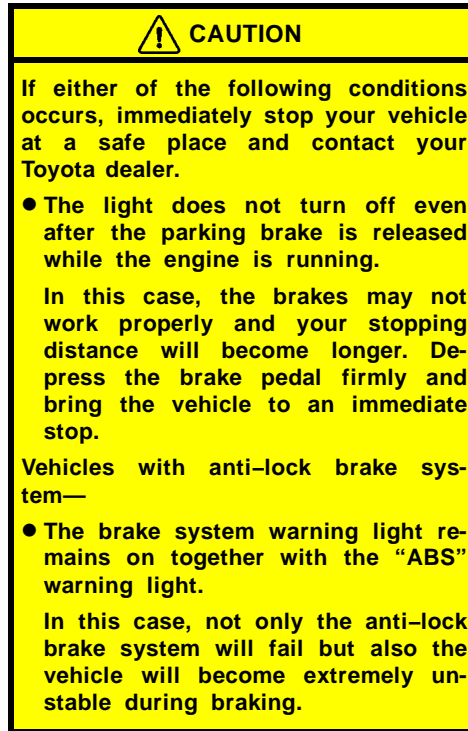 CAUTION
If either of the following conditions
occurs, immediately stop your vehicle
at a safe place and contact your
Toyota dealer.
● The light does not turn off even
after the parking brake is released
while the engine is running.
In this case, the brakes may not
work properly and your stopping
distance will become longer. De-
press the brake pedal firmly and
bring the vehicle to an immediate
stop.
Vehicles with anti–lock brake sys-
tem—
● The brake system warning light re-
mains on together with the “ABS”
warning light.
In this case, not only the anti–lock
brake system will fail but also the
vehicle will become extremely un-
stable during braking.